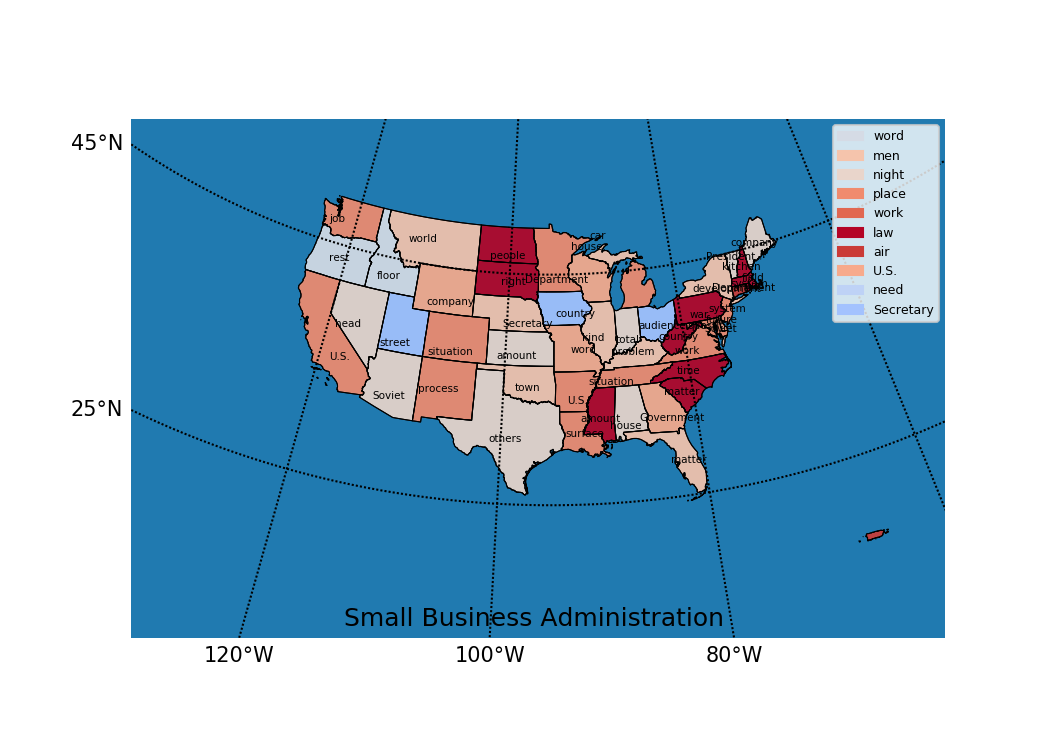 45°N
25°N
120°W
100°W
80°W
Small Business Administration
word
men
night
place
work
law
air
U.S.
need
Secretary
job
rest
floor
world
people
right
Department
car
house
company
President
kitchen
head
street
company
situation
Secretary
country
amount
kind
word
total
problem
audience
war
system
country
work
time
matter
U.S.
Soviet
process
town
others
situation
U.S.
amount
surface
house
Government
matter
Department